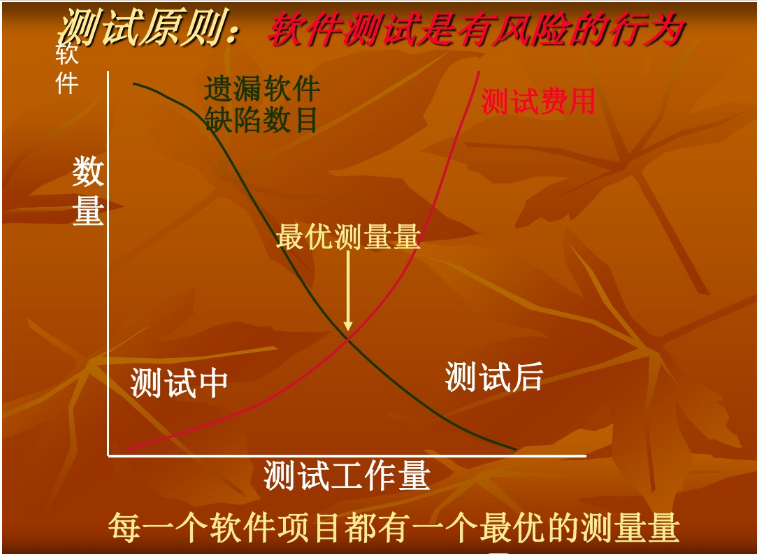 测试原则：软件测试是有风险的行为
软
件
数
量
遗漏软件
缺陷数目
测试费用
最优测量量
测试中
测试后
测试工作量
每一个软件项目都有一个最优的测量量